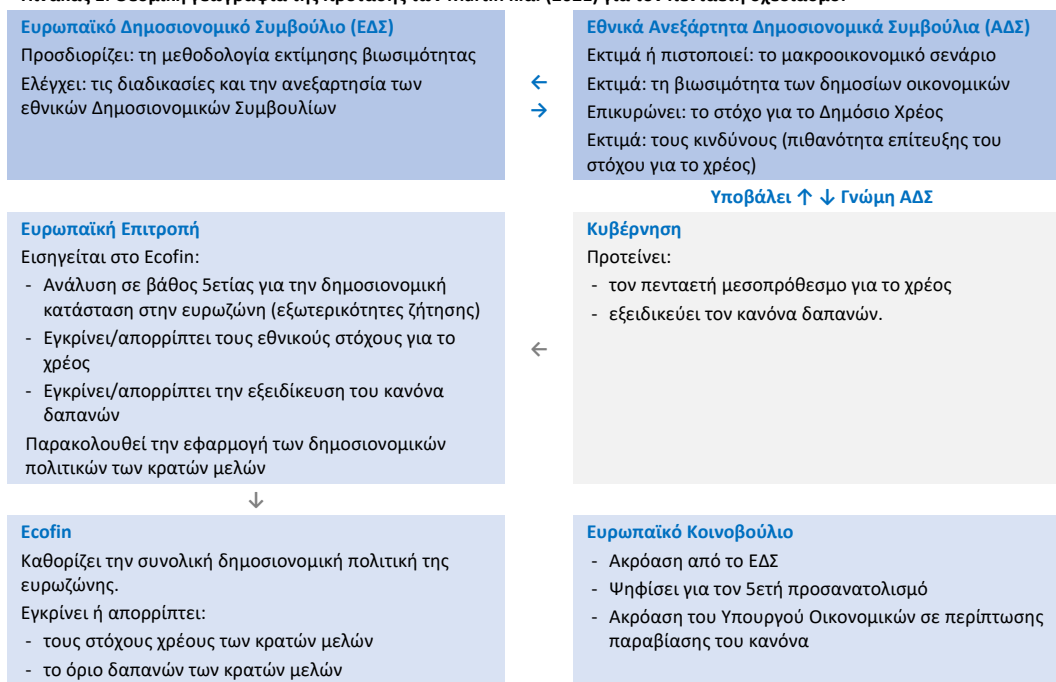 Ευρωπαϊκό Δημοσιονομικό Συμβούλιο (ΕΔΣ)
Προσδιορίζει: τη μεθοδολογία εκτίμησης βιωσιμότητας
Ελέγχει: τις διαδικασίες και την ανεξαρτησία των
εθνικών Δημοσιονομικών Συμβουλίων
←
→
Εθνικά Ανεξάρτητα Δημοσιονομικά Συμβούλια (ΑΔΣ)
Εκτιμά ή πιστοποιεί: το μακροοικονομικό σενάριο
Εκτιμά: τη βιωσιμότητα των δημοσίων οικονομικών
Επικυρώνει: το στόχο για το Δημόσιο Χρέος
Εκτιμά: τους κινδύνους (πιθανότητα επίτευξης του
στόχου για το χρέος)
Υποβάλει ↑ ↓ Γνώμη ΑΔΣ
Ευρωπαϊκή Επιτροπή
Εισηγείται στο Ecofin:
- Ανάλυση σε βάθος 5ετίας για την δημοσιονομική
κατάσταση στην ευρωζώνη (εξωτερικότητες ζήτησης)
- Εγκρίνει/απορρίπτει τους εθνικούς στόχους για το
χρέος
- Εγκρίνει/απορρίπτει την εξειδίκευση του κανόνα
δαπανών
Παρακολουθεί την εφαρμογή των δημοσιονομικών
πολιτικών των κρατών μελών
←
Κυβέρνηση
Προτείνει:
- τον πενταετή μεσοπρόθεσμο για το χρέος
- εξειδικεύει τον κανόνα δαπανών.
↓
Ecofin
Καθορίζει την συνολική δημοσιονομική πολιτική της
ευρωζώνης.
Εγκρίνει ή απορρίπτει:
- τους στόχους χρέους των κρατών μελών
- το όριο δαπανών των κρατών μελών
Ευρωπαϊκό Κοινοβούλιο
- Ακρόαση από το ΕΔΣ
- Ψηφίσει για τον 5ετή προσανατολισμό
- Ακρόαση του Υπουργού Οικονομικών σε περίπτωσης
παραβίασης του κανόνα